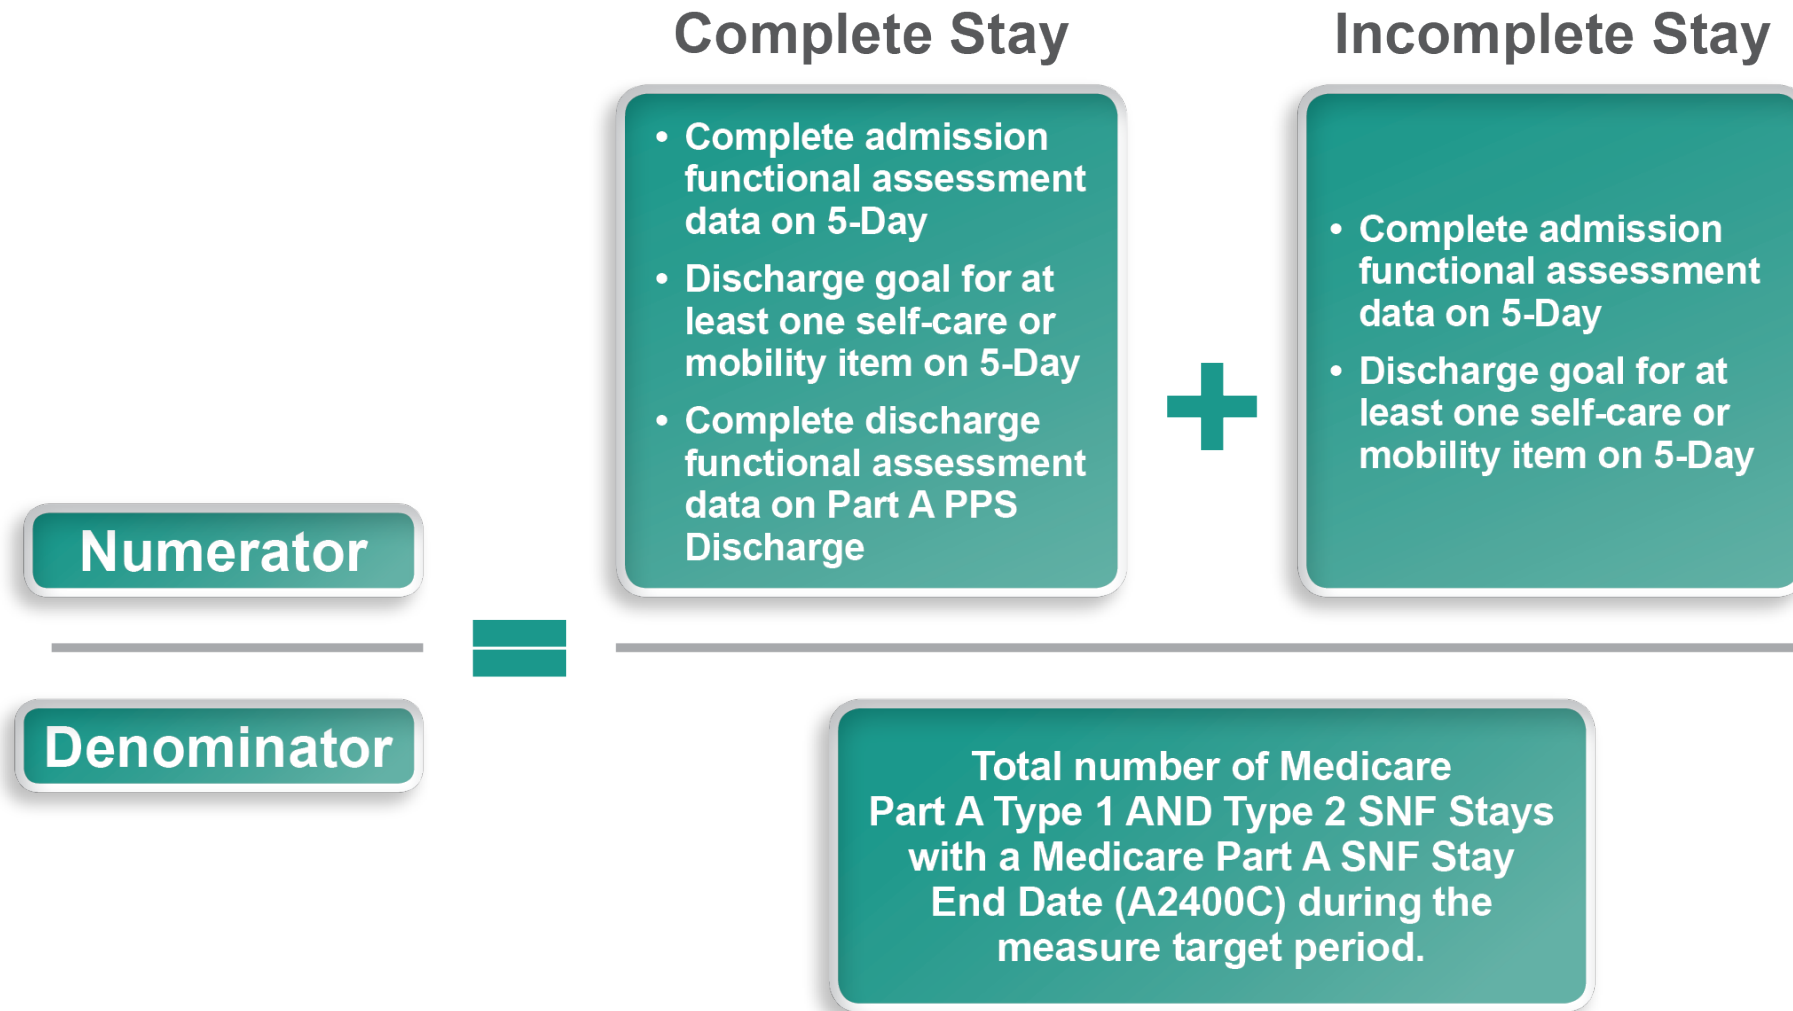 Complete Stay
Incomplete Stay
• Complete admission
functional assessment
data on 5-Day
• Discharge goal for at
least one self-care or
mobility item on 5-Day
• Complete discharge
functional assessment
data on Part A PPS
Discharge
+
• Complete admission
functional assessment
data on 5-Day
• Discharge goal for at
least one self-care or
mobility item on 5-Day
Numerator
=
Denominator
Total number of Medicare
Part A Type 1 AND Type 2 SNF Stays
with a Medicare Part A SNF Stay
End Date (A2400C) during the
measure target period.